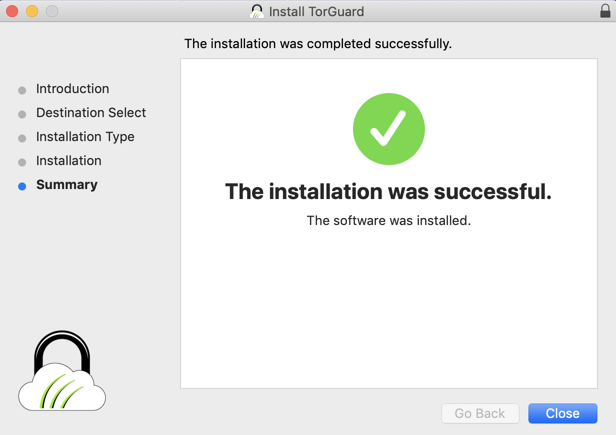 Install TorGuard
The installation was completed successfully.
Introduction
Destination Select
Installation Type
Installation
Summary
The installation was successful.
The software was installed.
Go Back
Close